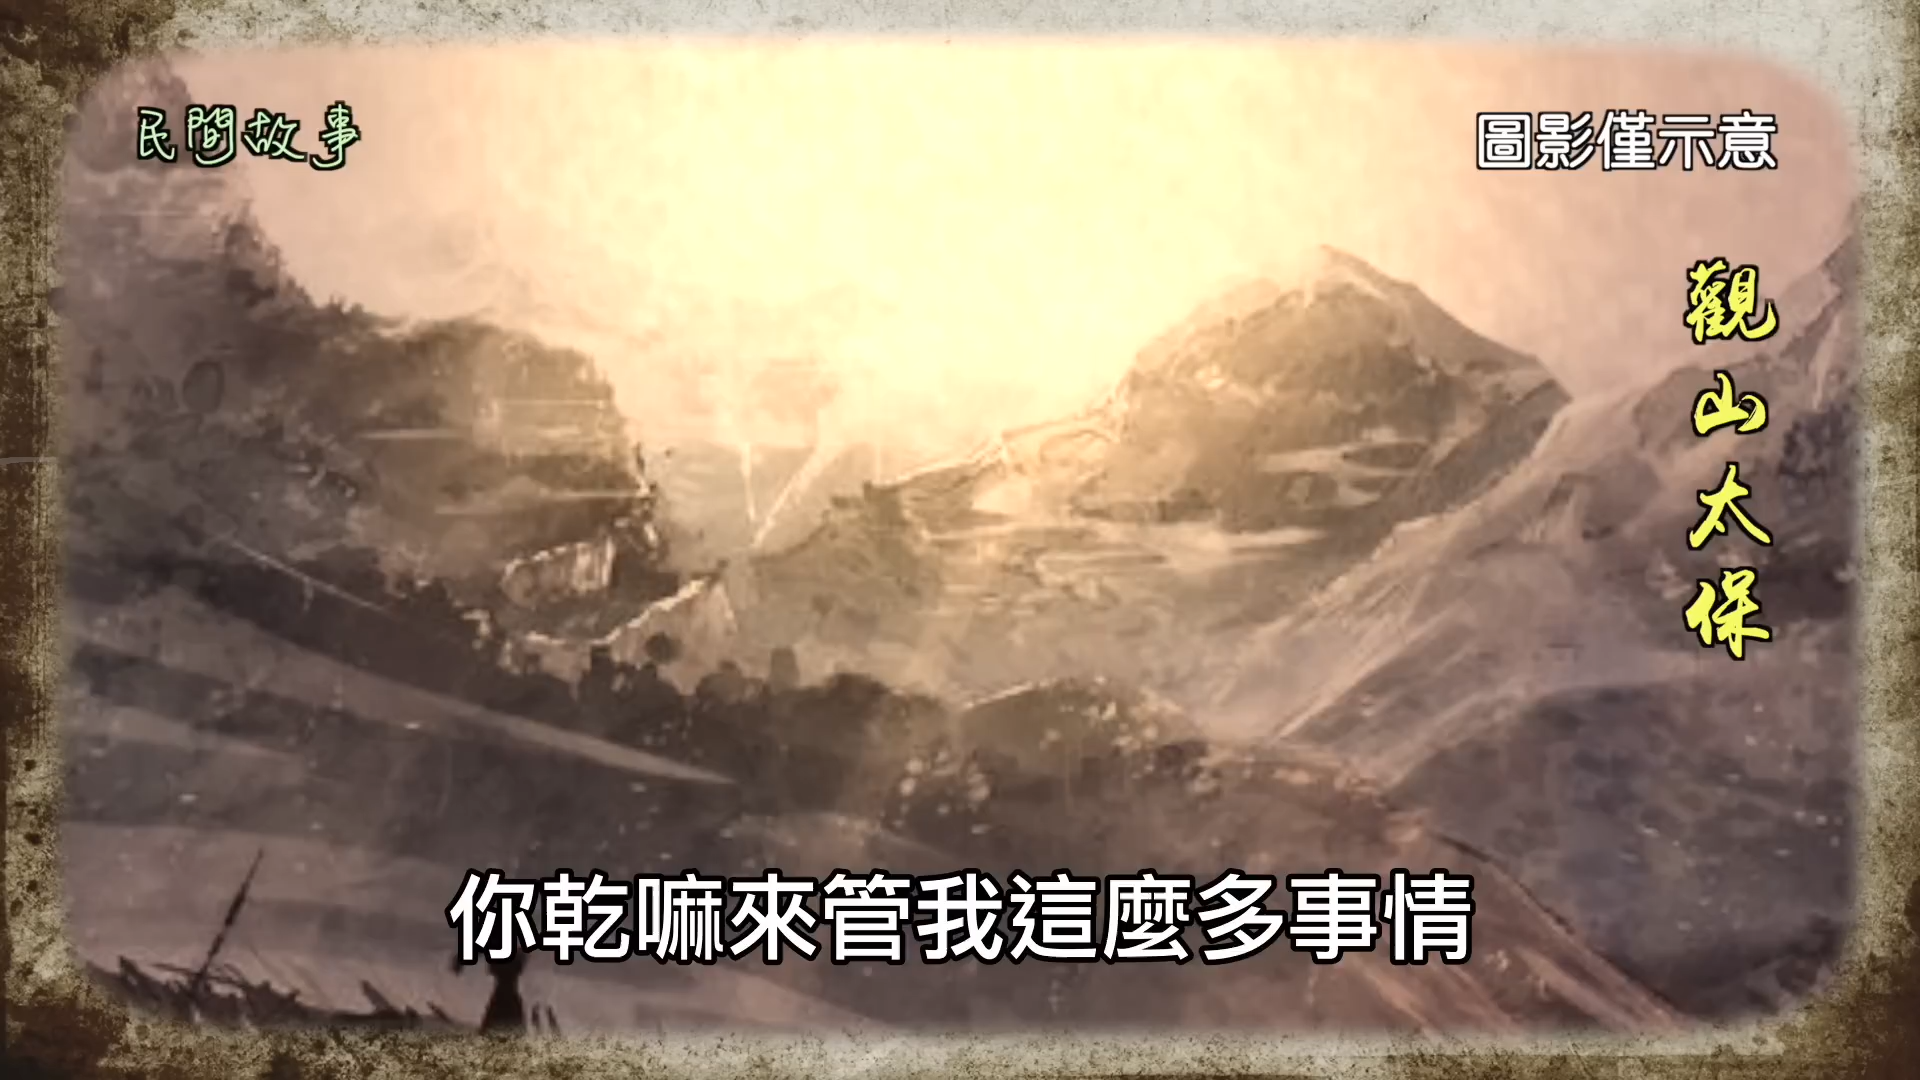 民間故事
圖影僅示意
觀山太保
你乾嘛來管我這麼多事情